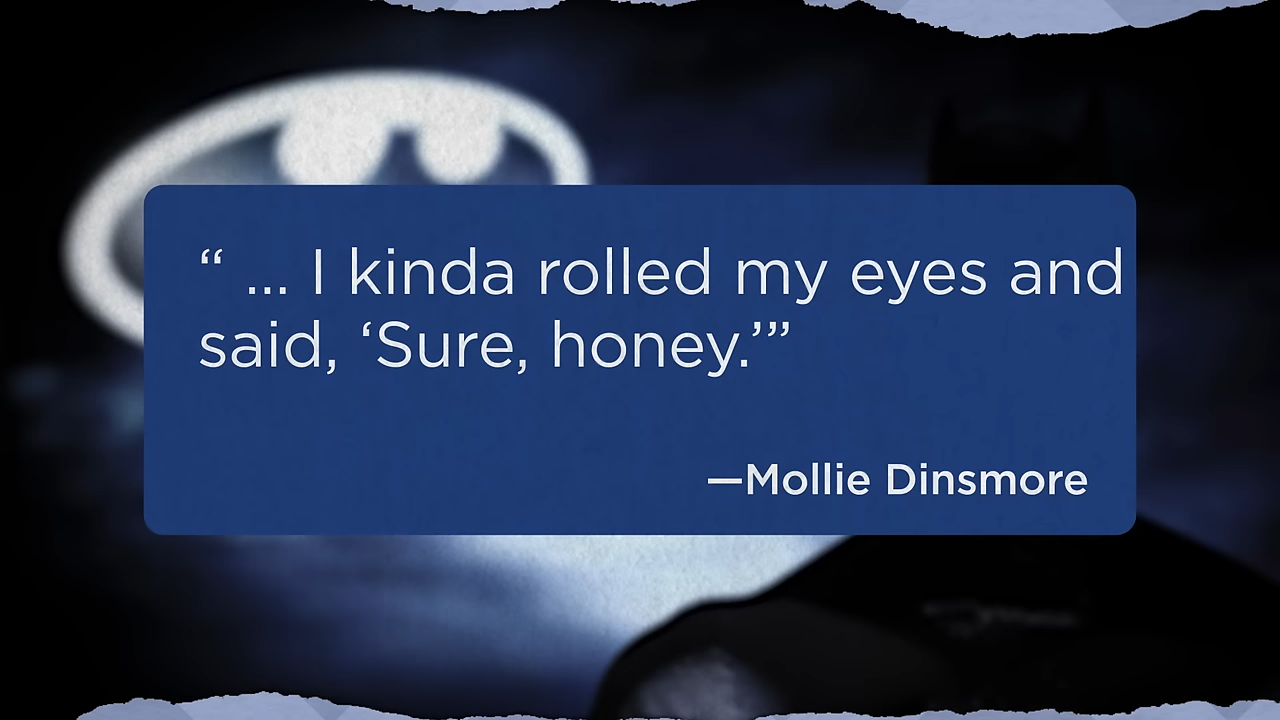 “ ... I kinda rolled my eyes and
said, ‘Sure, honey.’”
—Mollie Dinsmore